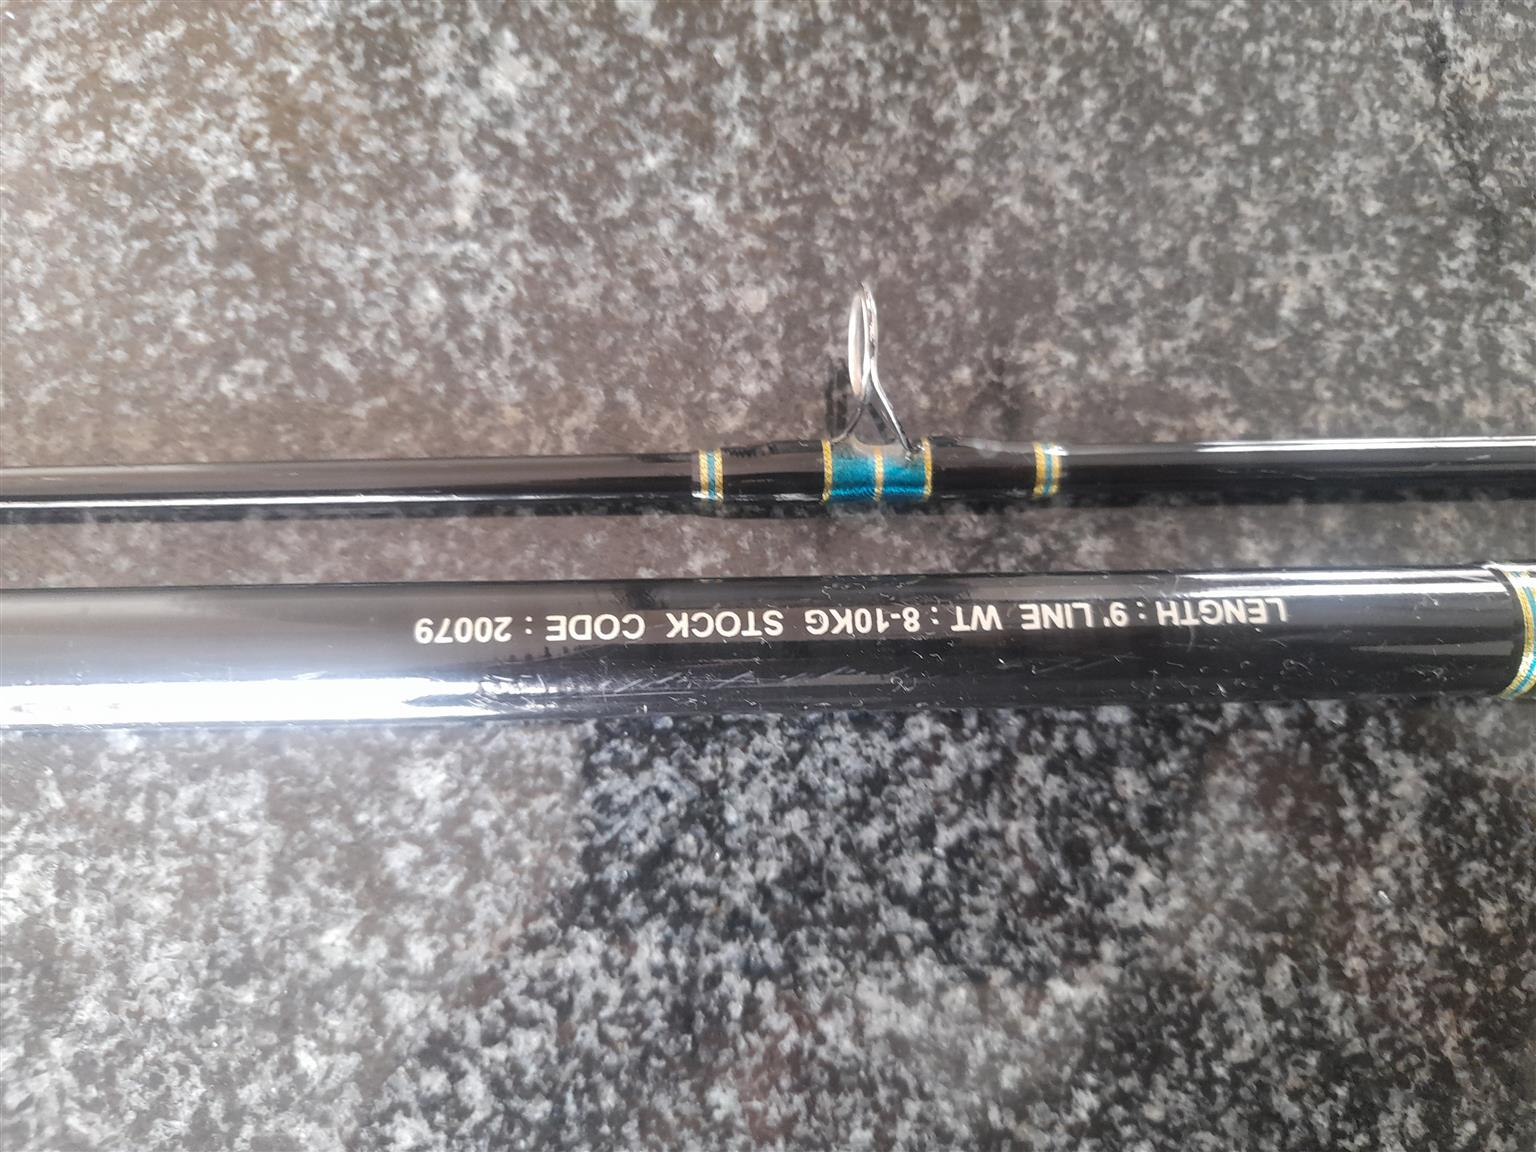 LENGTH : 9' LINE WT : 8-10KG STOCK CODE : 20079